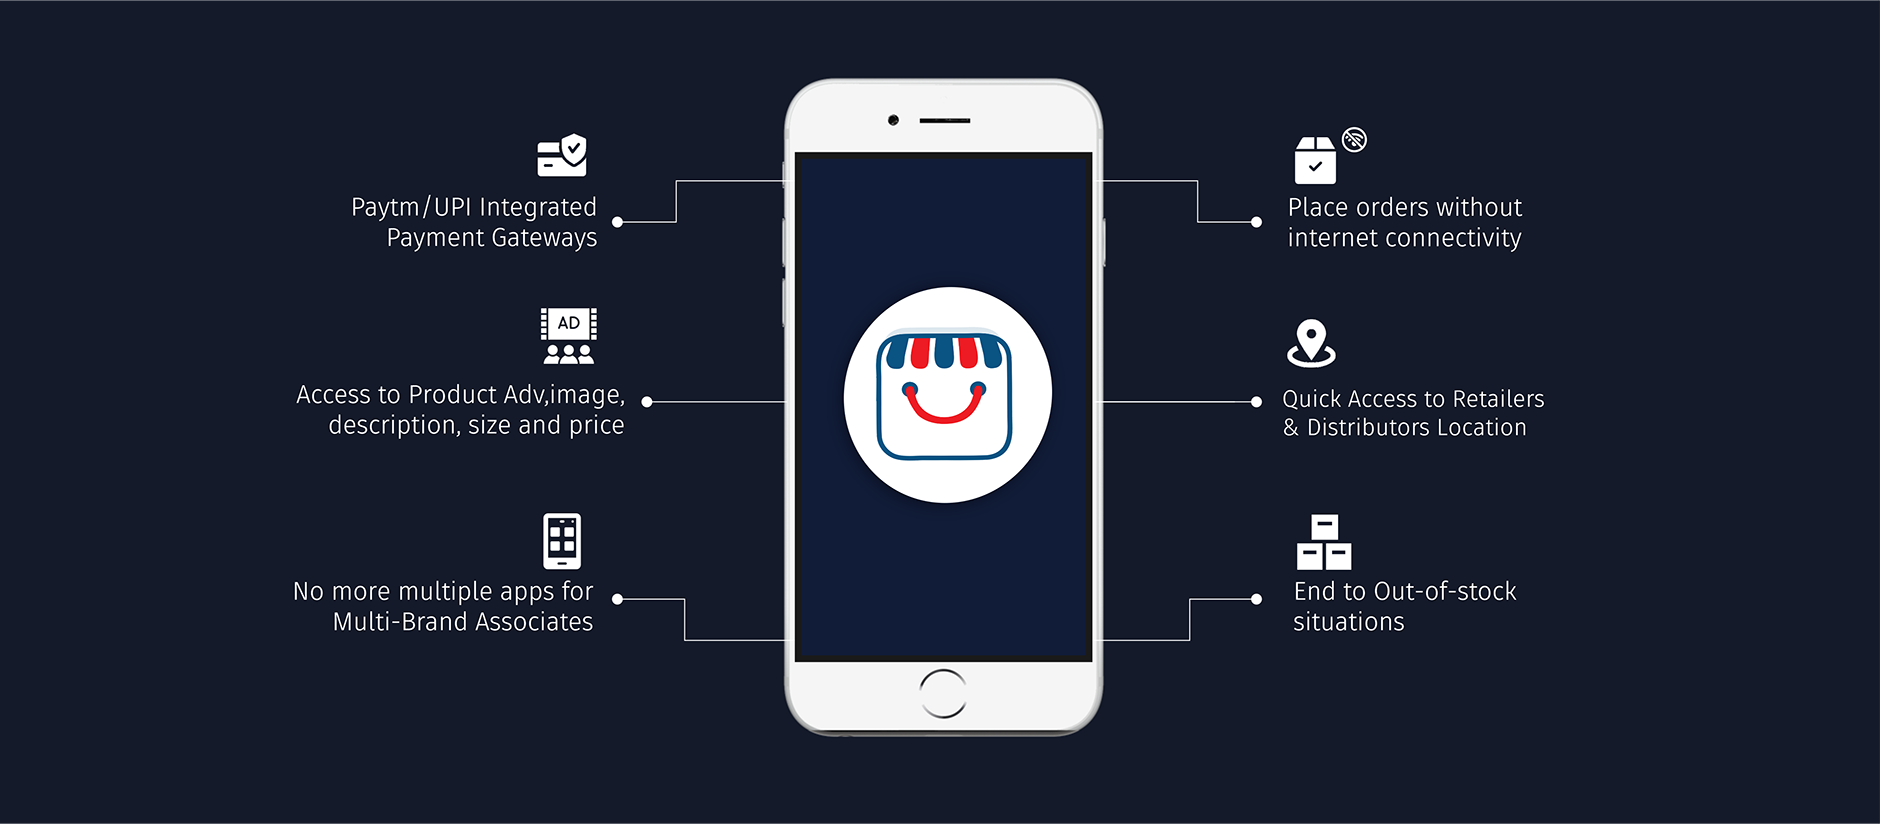 Paytm/UPI Integrated
Payment Gateways
AD
Access to Product Adv,image,
description, size and price
No more multiple apps for
Multi-Brand Associates
Place orders without
internet connectivity
Quick Access to Retailers
& Distributors Location
End to Out-of-stock
situations